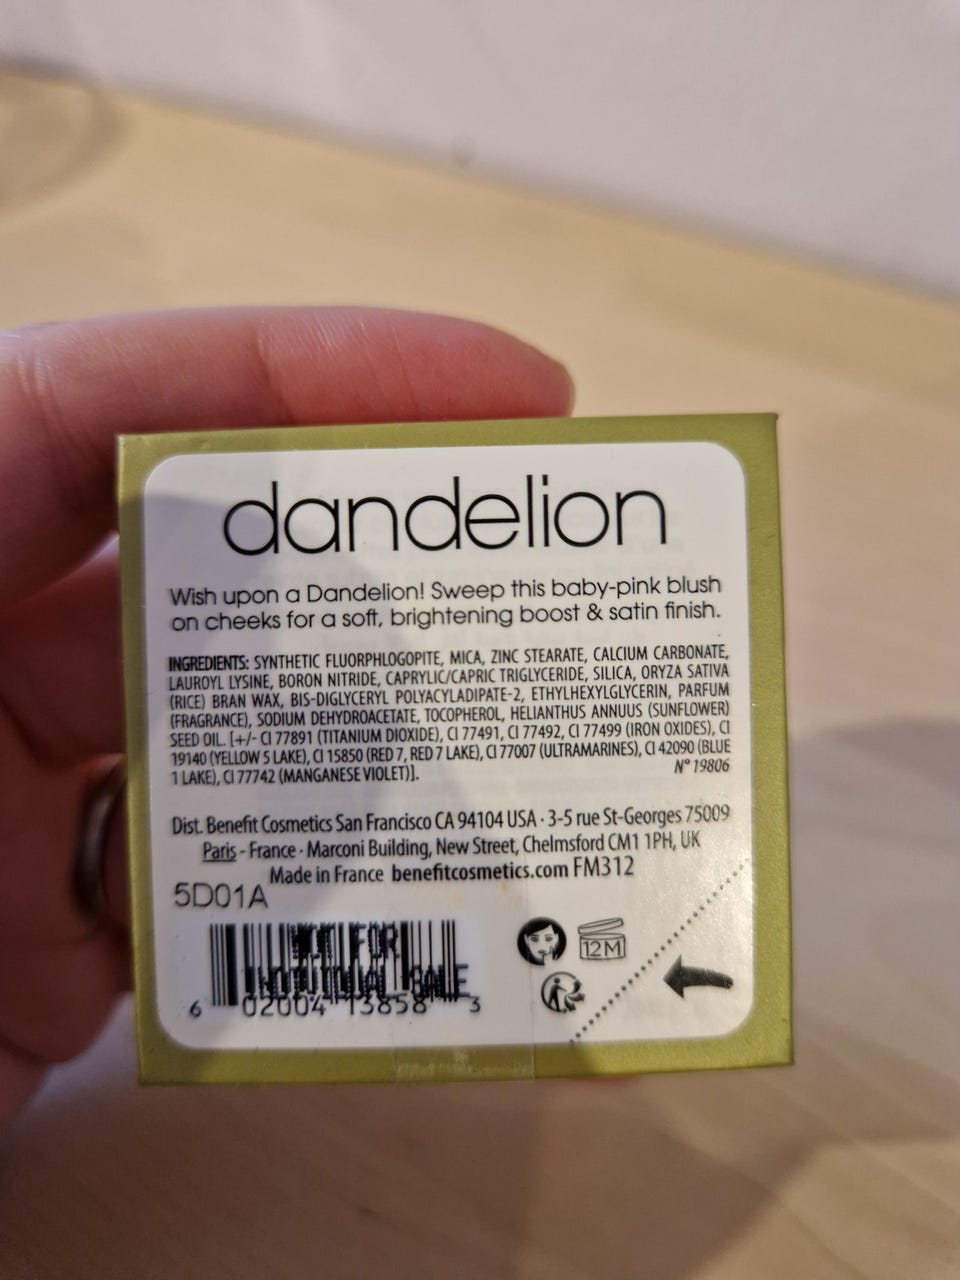 dandelion
Wish upon a Dandelion! Sweep this baby-pink blush
on cheeks for a soft, brightening boost & satin finish.
INGREDIENTS: SYNTHETIC FLUORPHLOGOPITE, MICA, ZINC STEARATE, CALCIUM CARBONATE,
LAUROYL LYSINE, BORON NITRIDE, CAPRYLIC/CAPRIC TRIGLYCERIDE, SILICA, ORYZA SATIVA
(RICE) BRAN WAX, BIS-DIGLYCERYL POLYACYLADIPATE-2, ETHYLHEXYLGLYCERIN, PARFUM
(FRAGRANCE), SODIUM DEHYDROACETATE, TOCOPHEROL, HELIANTHUS ANNUUS (SUNFLOWER)
SEED OIL. [+/- CI 77891 (TITANIUM DIOXIDE), CI 77491, CI 77492, CI 77499 (IRON OXIDES), CI
19140 (YELLOW 5 LAKE), CI 15850 (RED 7, RED 7 LAKE), CI 77007 (ULTRAMARINES), CI 42090 (BLUE
1 LAKE), CI 77742 (MANGANESE VIOLET)]. N° 19806
Dist. Benefit Cosmetics San Francisco CA 94104 USA · 3-5 rue St-Georges 75009
Paris - France · Marconi Building, New Street, Chelmsford CM1 1PH, UK
Made in France benefitcosmetics.com FM312
5D01A
NOT FOR
INDIVIDUAL SALE
12M
6 02004 13858 3